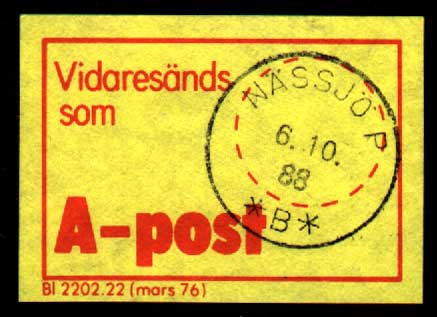 Vidaresänds
som
A-post
Bl 2202.22 (mars 76)
NÄSSJÖ P
6. 10.
88
*B*